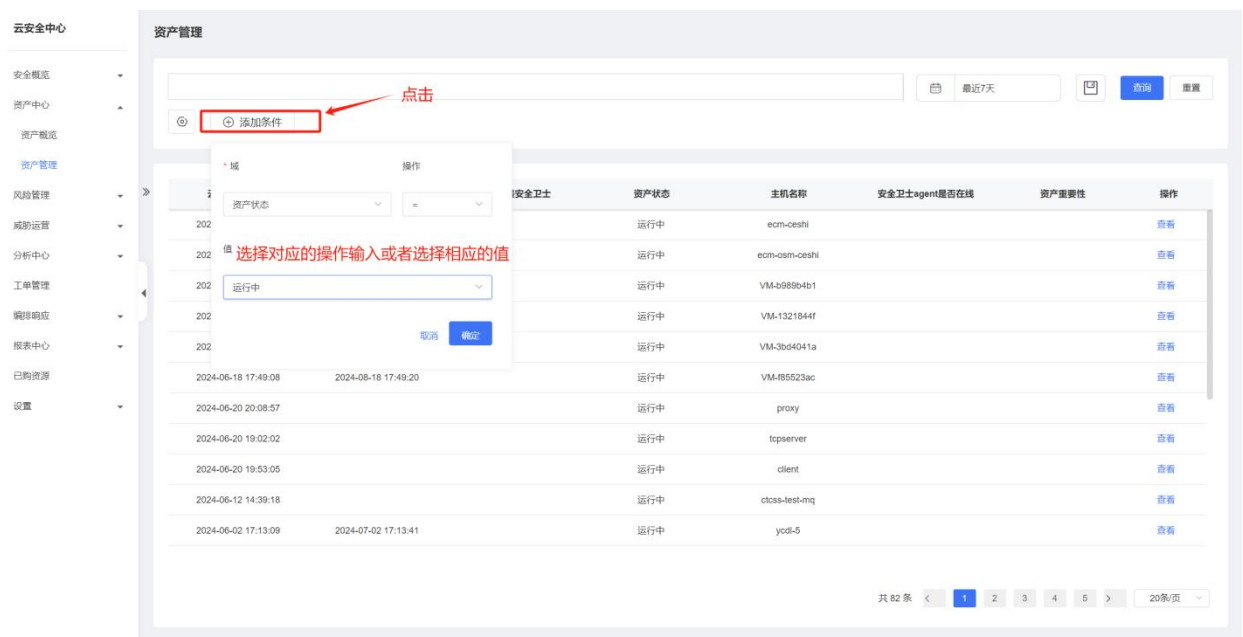 云安全中心
资产管理
安全概览
资产中心
资产概览
资产管理
风险管理
威胁运营
分析中心
工单管理
编排响应
报表中心
已购资源
设置
最近7天
查询
重置
点击
添加条件
* 域
操作
资产状态
=
值 选择对应的操作输入或者选择相应的值
运行中
取消
确定
安全卫士 资产状态 主机名称 安全卫士agent是否在线 资产重要性 操作
202 运行中 ecm-ceshi 查看
202 运行中 ecm-osm-ceshi 查看
202 运行中 VM-b989b4b1 查看
202 运行中 VM-1321844f 查看
202 运行中 VM-3bd4041a 查看
2024-06-18 17:49:08 2024-08-18 17:49:20 运行中 VM-f85523ac 查看
2024-06-20 20:08:57 运行中 proxy 查看
2024-06-20 19:02:02 运行中 tcpserver 查看
2024-06-20 19:53:05 运行中 client 查看
2024-06-12 14:39:18 运行中 ctcss-test-mq 查看
2024-06-02 17:13:09 2024-07-02 17:13:41 运行中 ycdl-5 查看
共 82 条 < 1 2 3 4 5 > 20条/页